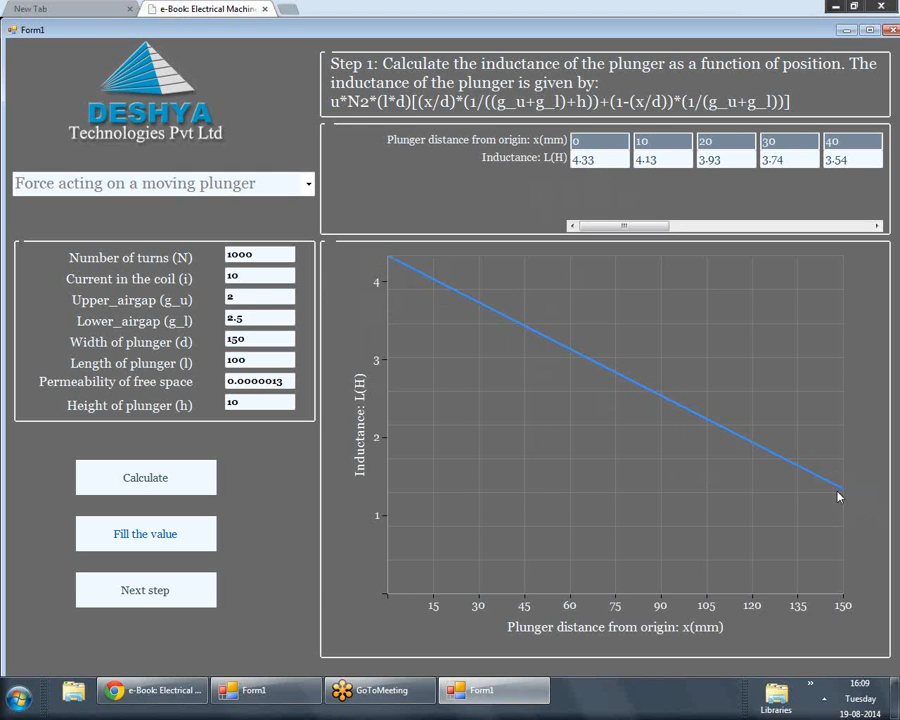 New Tab
e-Book: Electrical Machin
Form1
DESHYA
Technologies Pvt Ltd
Force acting on a moving plunger
Number of turns (N) 1000
Current in the coil (i) 10
Upper_airgap (g_u) 2
Lower_airgap (g_l) 2.5
Width of plunger (d) 150
Length of plunger (l) 100
Permeability of free space 0.0000013
Height of plunger (h) 10
Calculate
Fill the value
Next step
Step 1: Calculate the inductance of the plunger as a function of position. The
inductance of the plunger is given by:
u*N2*(l*d)[(x/d)*(1/((g_u+g_l)+h))+(1-(x/d))*(1/(g_u+g_l))]
Plunger distance from origin: x(mm) 0 10 20 30 40
Inductance: L(H) 4.33 4.13 3.93 3.74 3.54
4
3
2
1
Inductance: L(H)
15 30 45 60 75 90 105 120 135 150
Plunger distance from origin: x(mm)
e-Book: Electrical ...
Form1
GoToMeeting
Form1
Libraries
»
16:09
Tuesday
19-08-2014